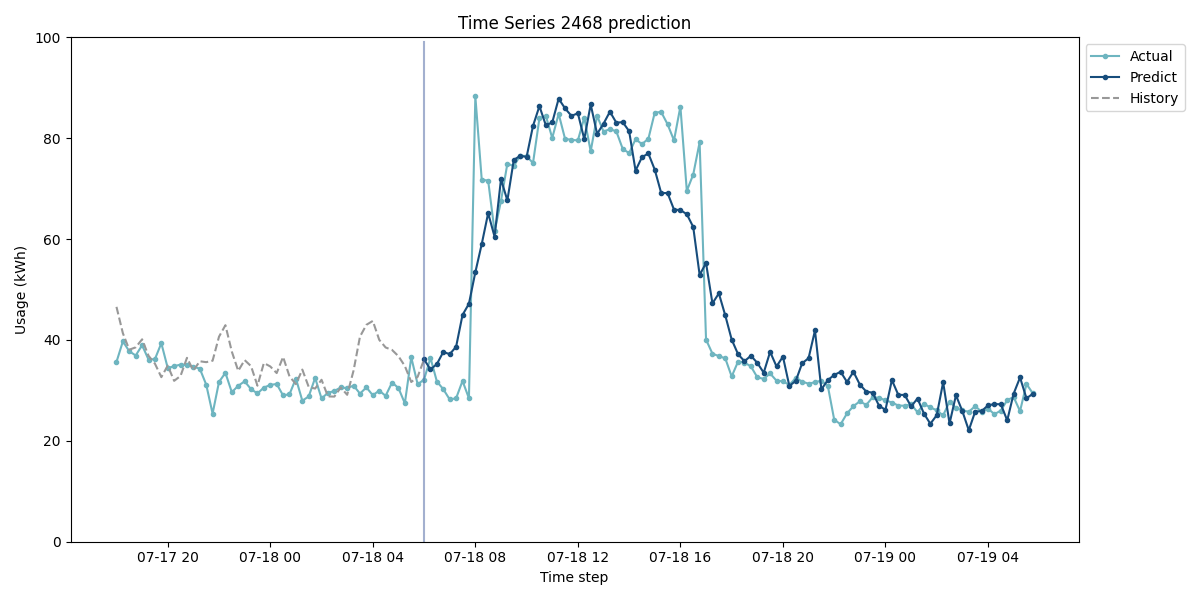 Time Series 2468 prediction
100
80
60
40
20
0
Usage (kWh)
07-17 20
07-18 00
07-18 04
07-18 08
07-18 12
07-18 16
07-18 20
07-19 00
07-19 04
Time step
Actual
Predict
History